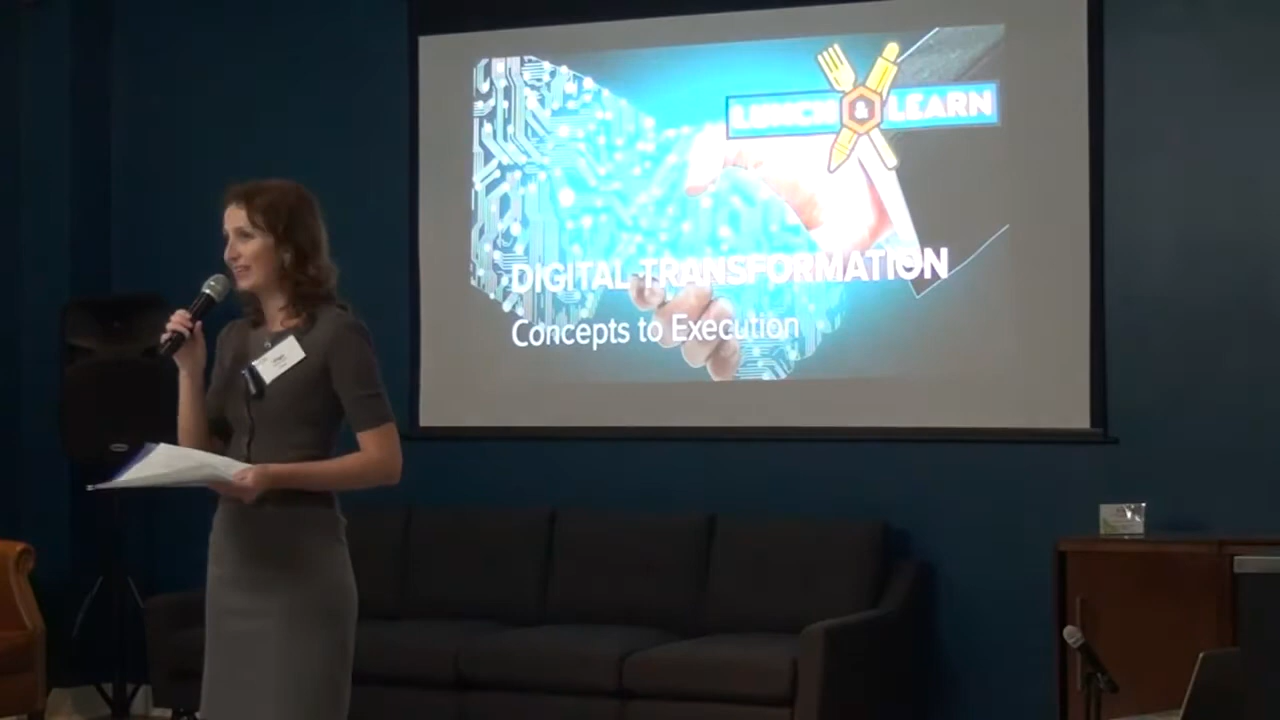 LUNCH & LEARN
DIGITAL TRANSFORMATION
Concepts to Execution